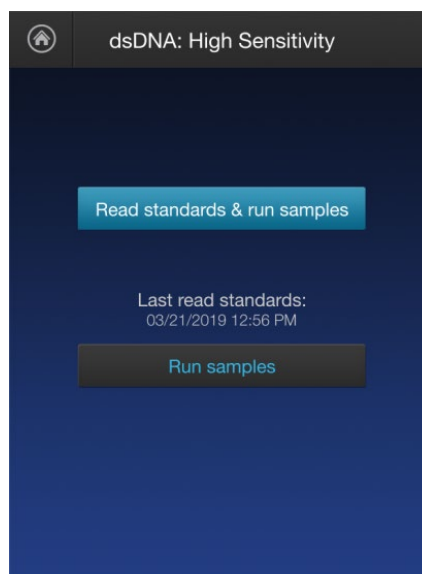 dsDNA: High Sensitivity
Read standards & run samples
Last read standards:
03/21/2019 12:56 PM
Run samples